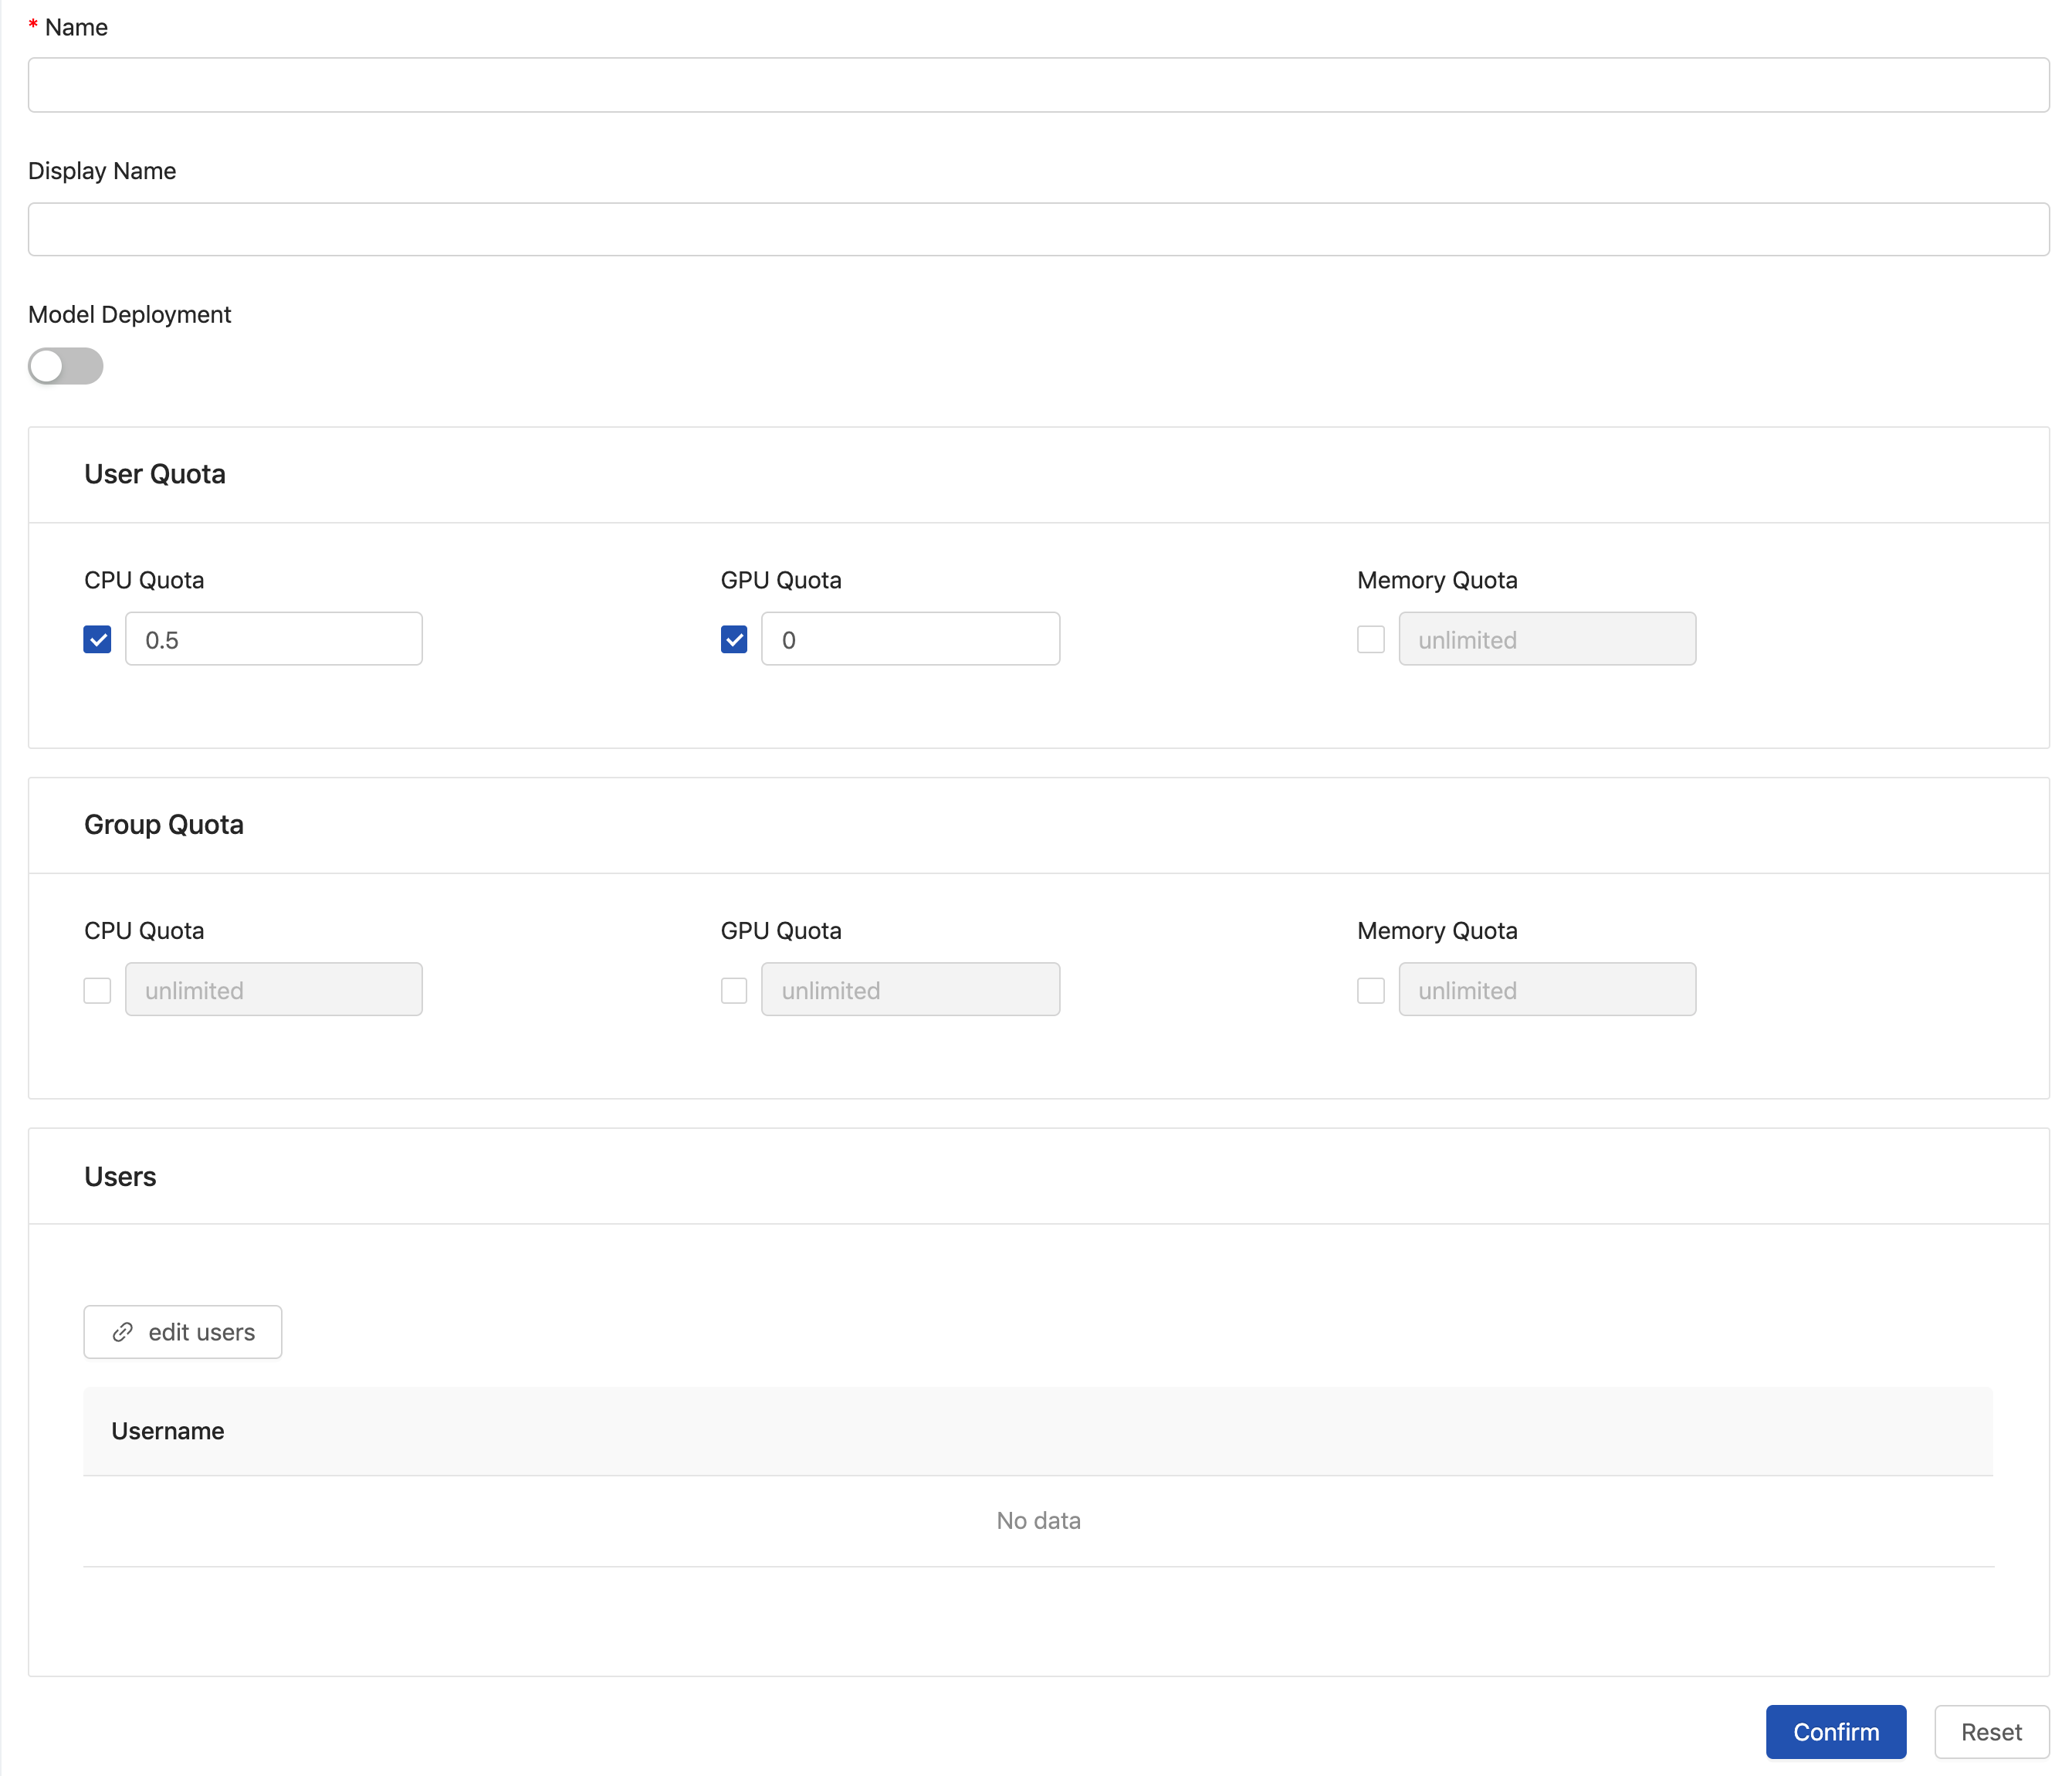 * Name
Display Name
Model Deployment
User Quota
CPU Quota GPU Quota Memory Quota
0.5 0 unlimited
Group Quota
CPU Quota GPU Quota Memory Quota
unlimited unlimited unlimited
Users
edit users
Username
No data
Confirm Reset